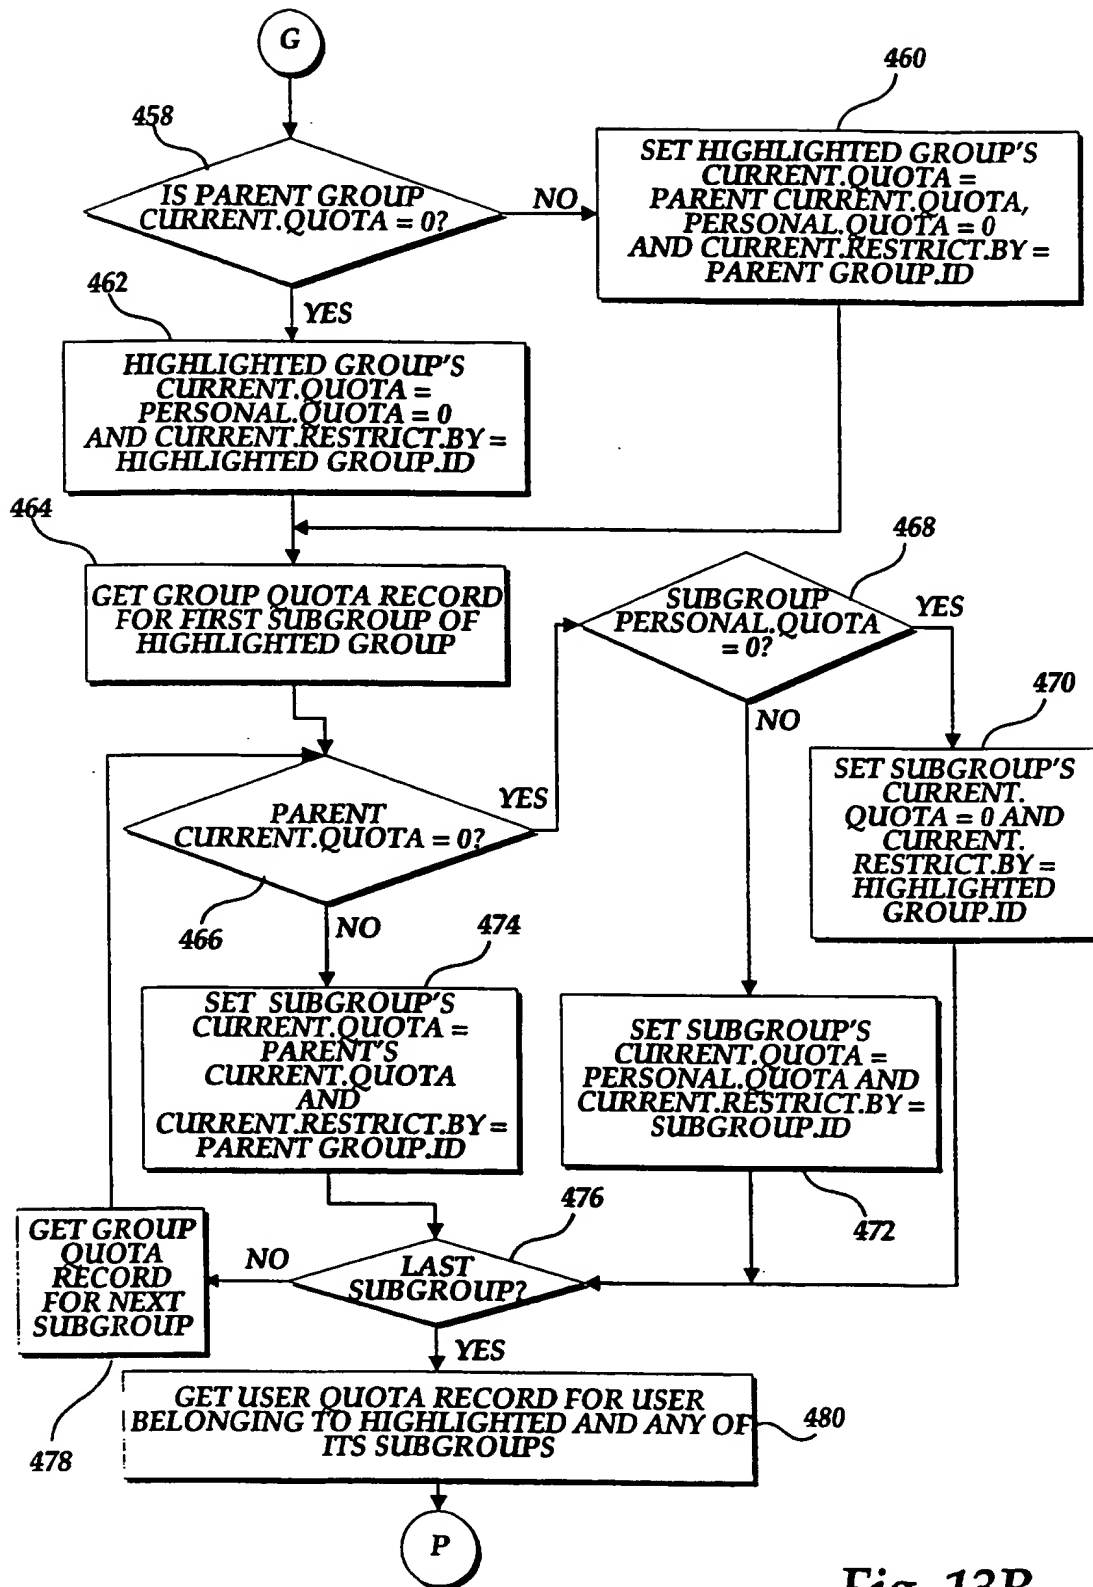 G
458
460
IS PARENT GROUP
CURRENT.QUOTA = 0?
NO
SET HIGHLIGHTED GROUP'S
CURRENT.QUOTA =
PARENT CURRENT.QUOTA,
PERSONAL.QUOTA = 0
AND CURRENT.RESTRICT.BY =
PARENT GROUP.ID
462
YES
HIGHLIGHTED GROUP'S
CURRENT.QUOTA =
PERSONAL.QUOTA = 0
AND CURRENT.RESTRICT.BY =
HIGHLIGHTED GROUP.ID
464
GET GROUP QUOTA RECORD
FOR FIRST SUBGROUP OF
HIGHLIGHTED GROUP
468
SUBGROUP
PERSONAL.QUOTA
= 0?
YES
NO
470
SET SUBGROUP'S
CURRENT.
QUOTA = 0 AND
CURRENT.
RESTRICT.BY =
HIGHLIGHTED
GROUP.ID
PARENT
CURRENT.QUOTA = 0?
YES
466
NO
474
SET SUBGROUP'S
CURRENT.QUOTA =
PARENT'S
CURRENT.QUOTA
AND
CURRENT.RESTRICT.BY =
PARENT GROUP.ID
SET SUBGROUP'S
CURRENT.QUOTA =
PERSONAL.QUOTA AND
CURRENT.RESTRICT.BY =
SUBGROUP.ID
472
476
LAST
SUBGROUP?
NO
GET GROUP
QUOTA
RECORD
FOR NEXT
SUBGROUP
478
YES
GET USER QUOTA RECORD FOR USER
BELONGING TO HIGHLIGHTED AND ANY OF
ITS SUBGROUPS
480
P
Fig. 13B